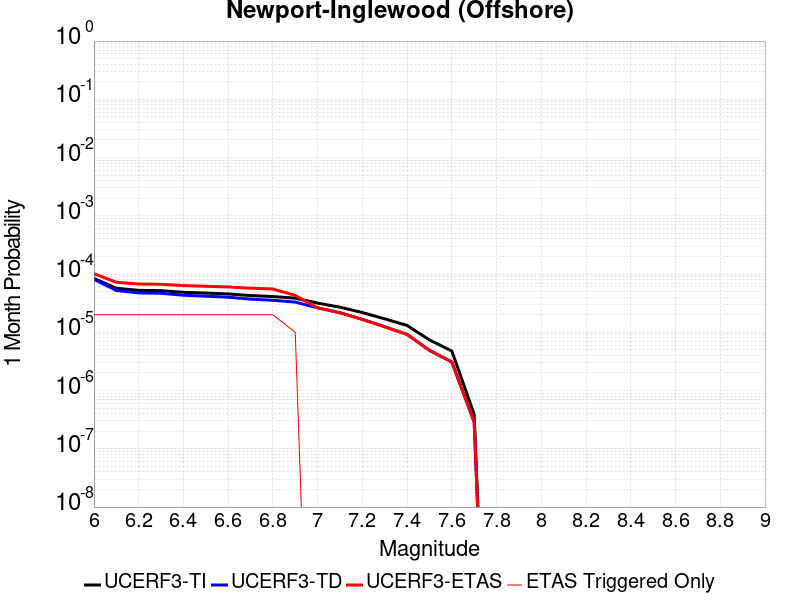 Newport-Inglewood (Offshore)
10^0
10^-1
10^-2
10^-3
10^-4
10^-5
10^-6
10^-7
10^-8
1 Month Probability
6 6.2 6.4 6.6 6.8 7 7.2 7.4 7.6 7.8 8 8.2 8.4 8.6 8.8 9
Magnitude
UCERF3-TI UCERF3-TD UCERF3-ETAS ETAS Triggered Only